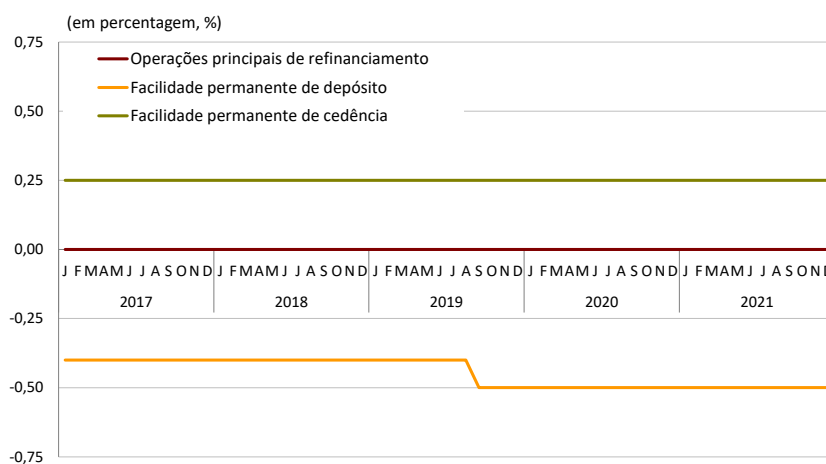 (em percentagem, %)
0,75
Operações principais de refinanciamento
Facilidade permanente de depósito
0,50
Facilidade permanente de cedência
0,25
0,00
J F M A M J J A S O N D J F M A M J J A S O N D J F M A M J J A S O N D J F M A M J J A S O N D J F M A M J J A S O N D
2017 2018 2019 2020 2021
-0,25
-0,50
-0,75